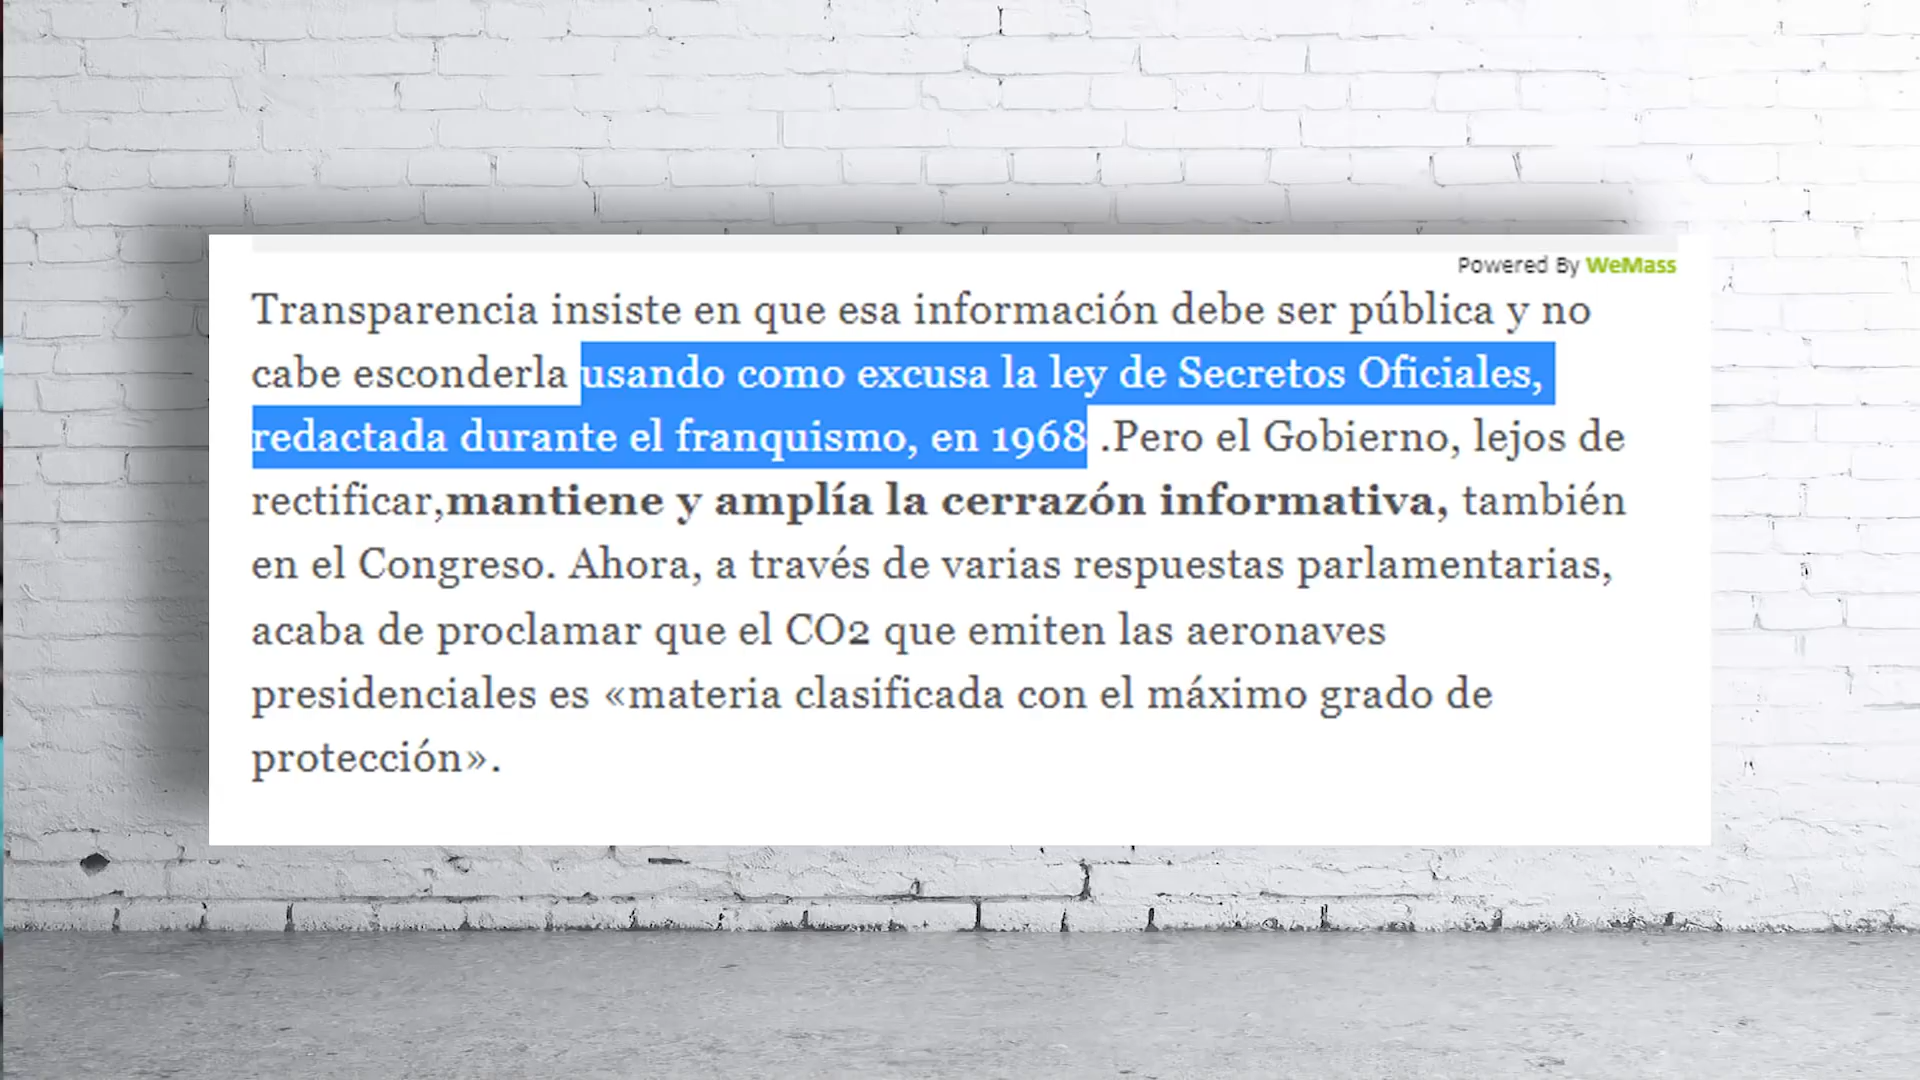 Powered By WeMass
Transparencia insiste en que esa información debe ser pública y no
cabe esconderla usando como excusa la ley de Secretos Oficiales,
redactada durante el franquismo, en 1968 .Pero el Gobierno, lejos de
rectificar,mantiene y amplía la cerrazón informativa, también
en el Congreso. Ahora, a través de varias respuestas parlamentarias,
acaba de proclamar que el CO2 que emiten las aeronaves
presidenciales es «materia clasificada con el máximo grado de
protección».